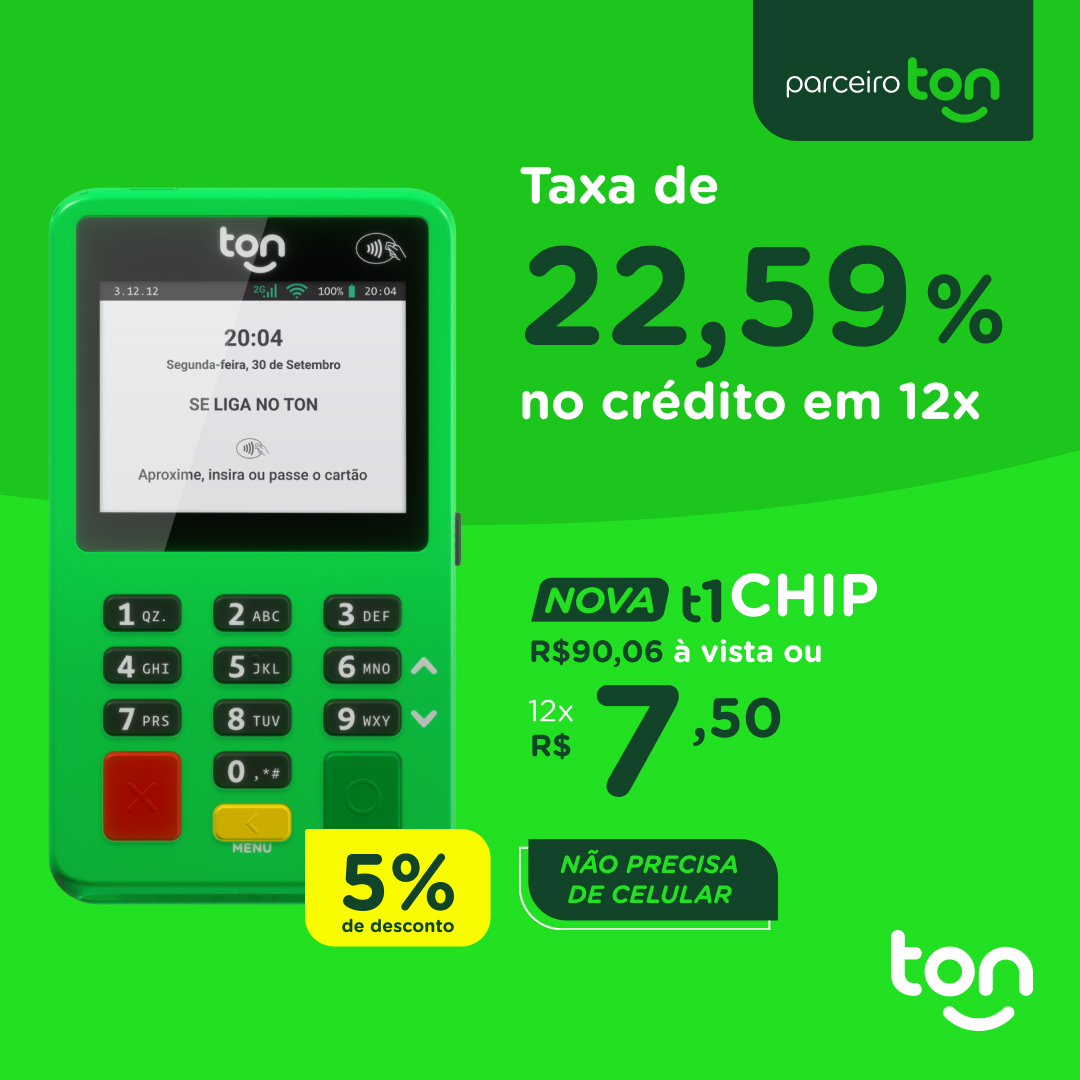 parceiro ton
Taxa de
22,59%
no crédito em 12x
ton
3.12.12 2G 100% 20:04
20:04
Segunda-feira, 30 de Setembro
SE LIGA NO TON
Aproxime, insira ou passe o cartão
1 QZ. 2 ABC 3 DEF
4 GHI 5 JKL 6 MNO
7 PRS 8 TUV 9 WXY
0 ,*#
MENU
NOVA t1 CHIP
R$90,06 à vista ou
12x
R$ 7,50
5%
de desconto
NÃO PRECISA
DE CELULAR
ton